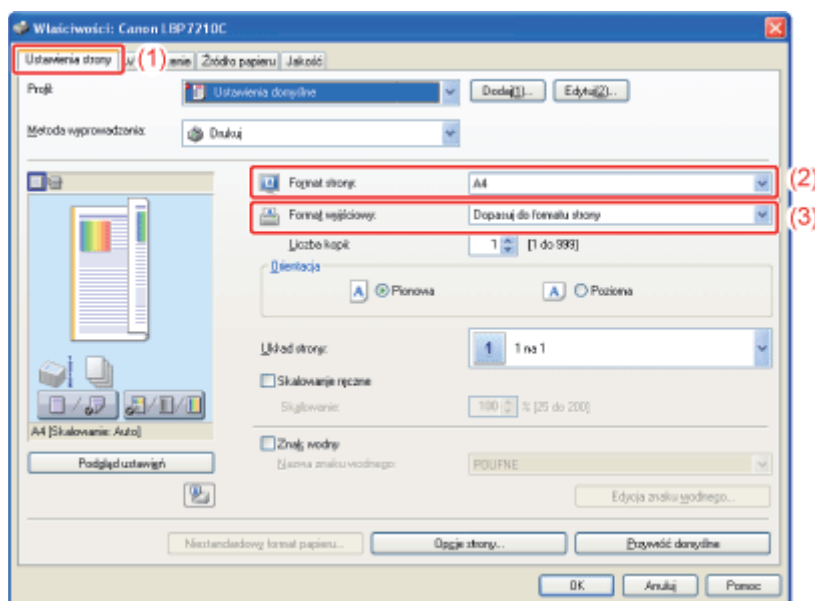 Właściwości: Canon LBP7210C
Ustawienia strony (1) Źródło papieru Jakość
Profil: Ustawienia domyślne Dodaj(1)... Edytuj(2)...
Metoda wyprowadzania: Drukuj
Format strony: A4 (2)
Format wyjściowy: Dopasuj do formatu strony (3)
Liczba kopii: 1 [1 do 999]
Orientacja
A Pionowa A Pozioma
Układ strony: 1 1 na 1
Skalowanie ręczne
Skalowanie: 100 % [25 do 200]
A4 [Skalowanie: Auto]
Znak wodny
Podgląd ustawień
Nazwa znaku wodnego: POUFNE
Edycja znaku wodnego...
Niestandardowy format papieru... Opcje strony... Przywróć domyślne
OK Anuluj Pomoc